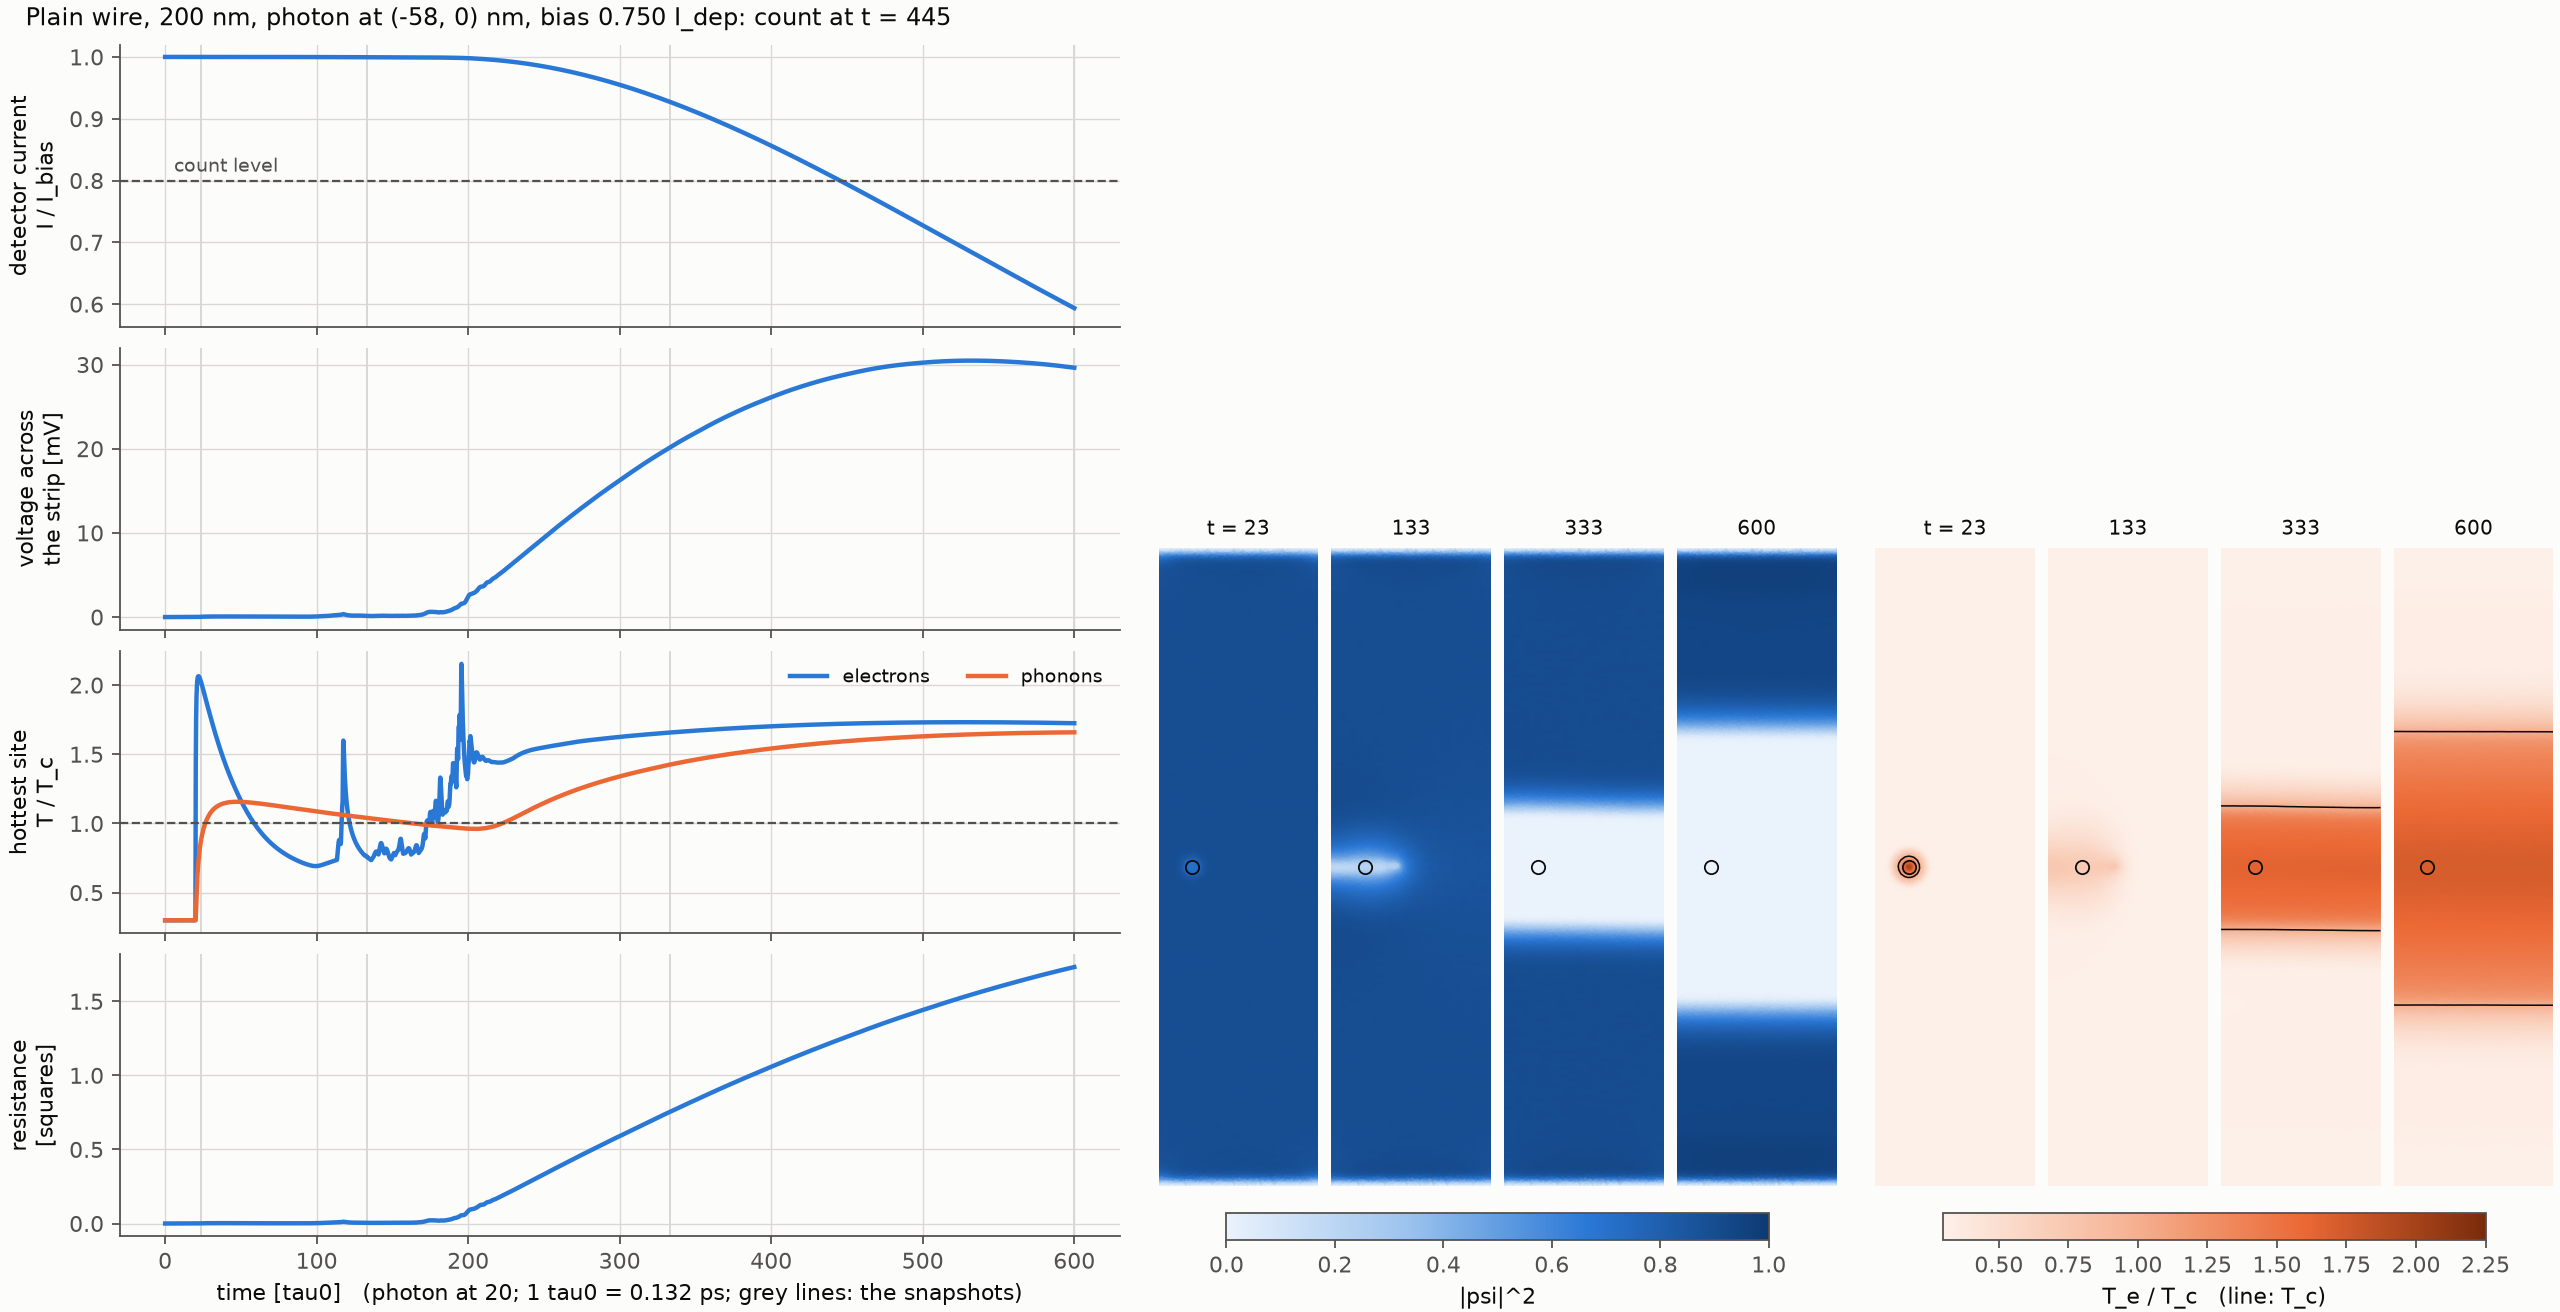 Plain wire, 200 nm, photon at (-58, 0) nm, bias 0.750 I_dep: count at t = 445
detector current
I / I_bias
1.0
0.9
0.8
0.7
0.6
count level
voltage across
the strip [mV]
30
20
10
0
hottest site
T / T_c
2.0
1.5
1.0
0.5
electrons
phonons
resistance
[squares]
1.5
1.0
0.5
0.0
0 100 200 300 400 500 600
time [tau0]   (photon at 20; 1 tau0 = 0.132 ps; grey lines: the snapshots)
t = 23 133 333 600
0.0 0.2 0.4 0.6 0.8 1.0
|psi|^2
t = 23 133 333 600
0.50 0.75 1.00 1.25 1.50 1.75 2.00 2.25
T_e / T_c   (line: T_c)